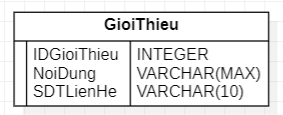 GioiThieu
IDGioiThieu INTEGER
NoiDung VARCHAR(MAX)
SDTLienHe VARCHAR(10)